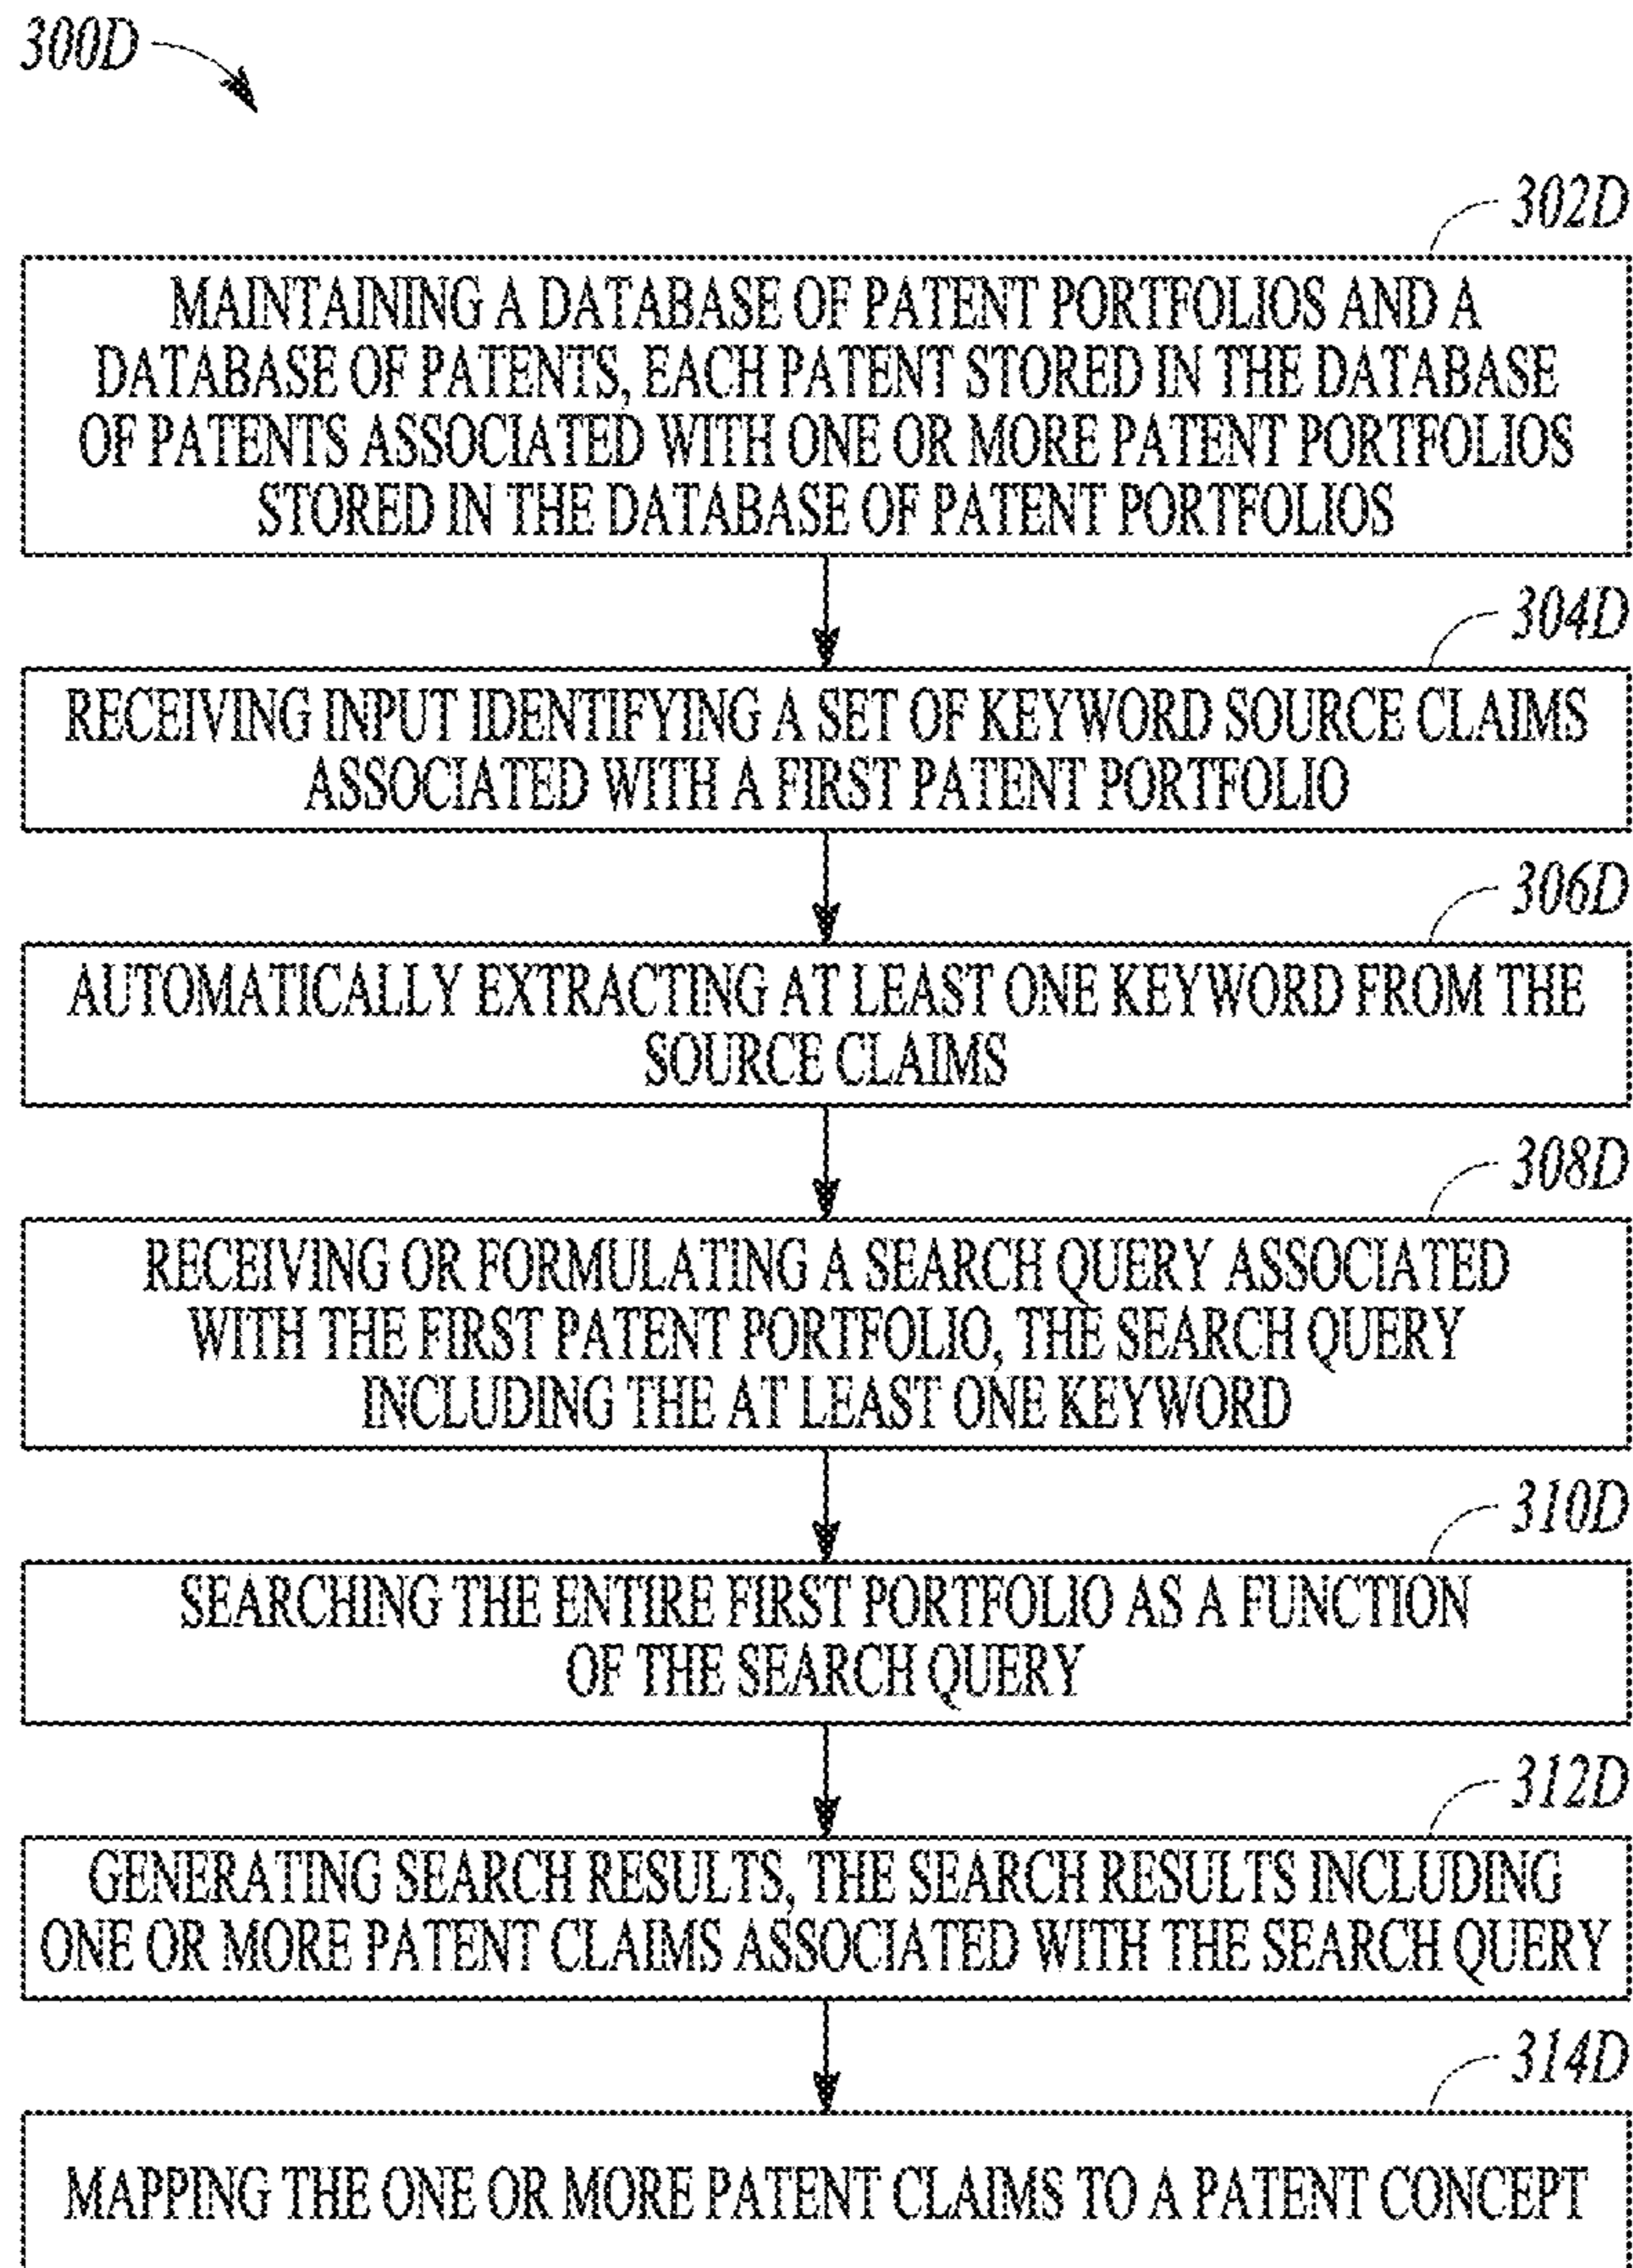 300D
302D
MAINTAINING A DATABASE OF PATENT PORTFOLIOS AND A
DATABASE OF PATENTS, EACH PATENT STORED IN THE DATABASE
OF PATENTS ASSOCIATED WITH ONE OR MORE PATENT PORTFOLIOS
STORED IN THE DATABASE OF PATENT PORTFOLIOS
304D
RECEIVING INPUT IDENTIFYING A SET OF KEYWORD SOURCE CLAIMS
ASSOCIATED WITH A FIRST PATENT PORTFOLIO
306D
AUTOMATICALLY EXTRACTING AT LEAST ONE KEYWORD FROM THE
SOURCE CLAIMS
308D
RECEIVING OR FORMULATING A SEARCH QUERY ASSOCIATED
WITH THE FIRST PATENT PORTFOLIO, THE SEARCH QUERY
INCLUDING THE AT LEAST ONE KEYWORD
310D
SEARCHING THE ENTIRE FIRST PORTFOLIO AS A FUNCTION
OF THE SEARCH QUERY
312D
GENERATING SEARCH RESULTS, THE SEARCH RESULTS INCLUDING
ONE OR MORE PATENT CLAIMS ASSOCIATED WITH THE SEARCH QUERY
314D
MAPPING THE ONE OR MORE PATENT CLAIMS TO A PATENT CONCEPT